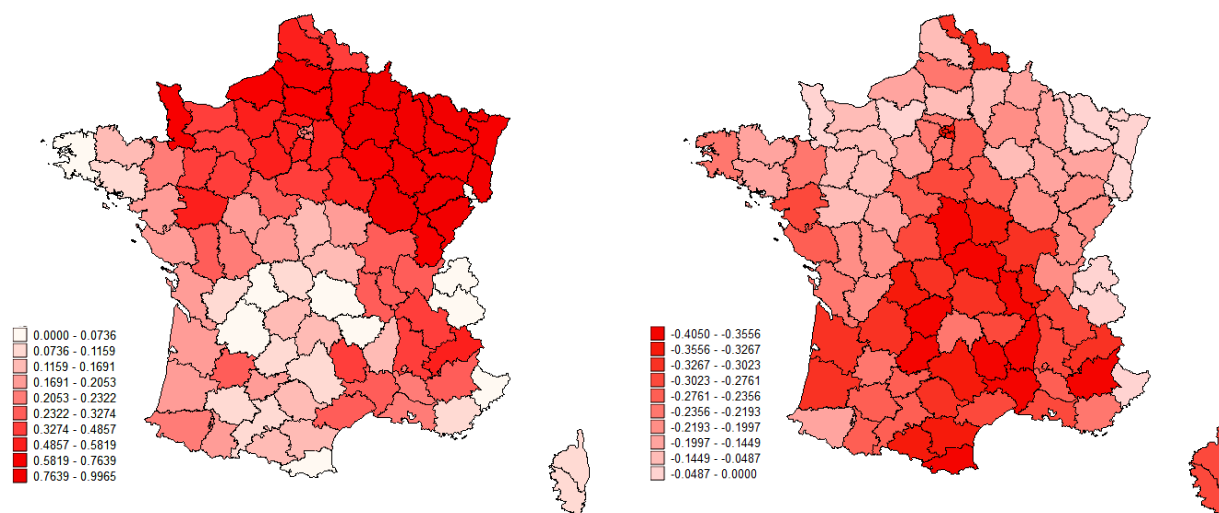 0.0000 - 0.0736
0.0736 - 0.1159
0.1159 - 0.1691
0.1691 - 0.2053
0.2053 - 0.2322
0.2322 - 0.3274
0.3274 - 0.4857
0.4857 - 0.5819
0.5819 - 0.7639
0.7639 - 0.9965
-0.4050 - -0.3556
-0.3556 - -0.3267
-0.3267 - -0.3023
-0.3023 - -0.2761
-0.2761 - -0.2356
-0.2356 - -0.2193
-0.2193 - -0.1997
-0.1997 - -0.1449
-0.1449 - -0.0487
-0.0487 - 0.0000